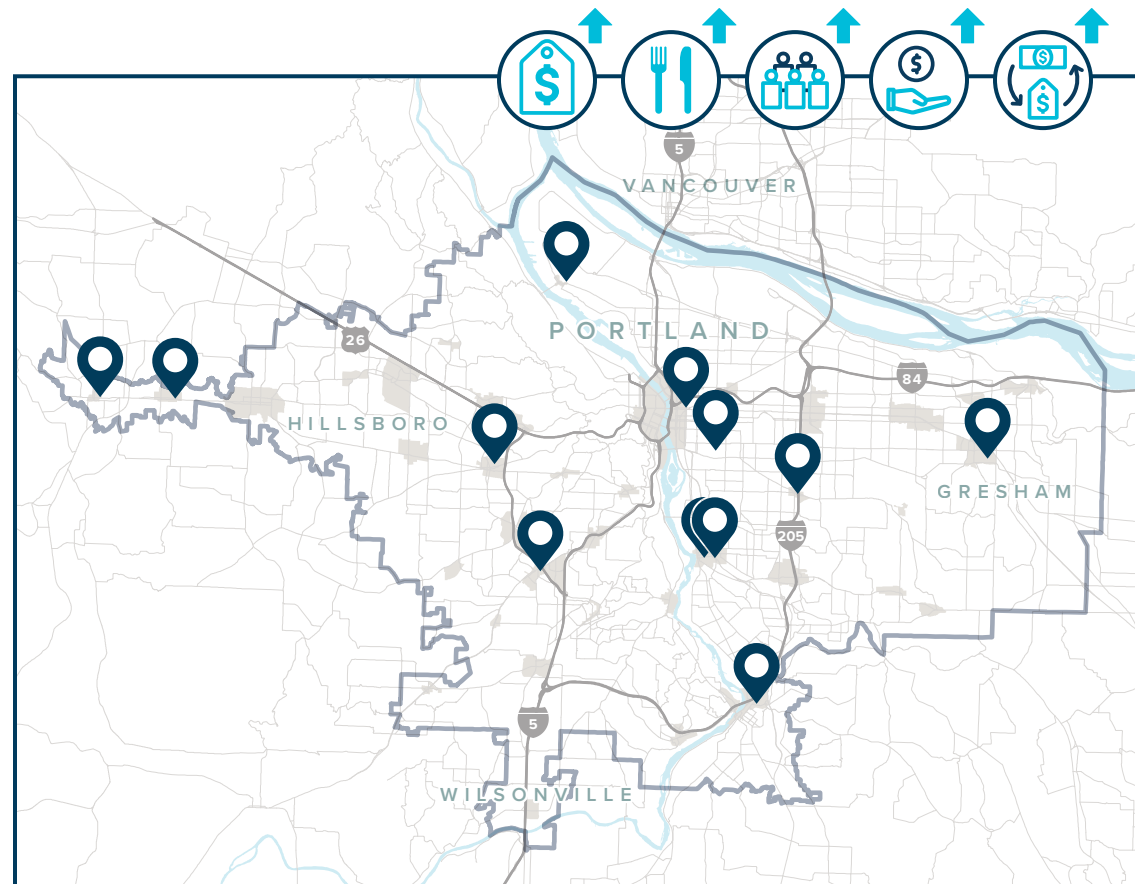 $
$
$
$
5
VANCOUVER
PORTLAND
26
84
HILLSBORO
GRESHAM
205
5
WILSONVILLE